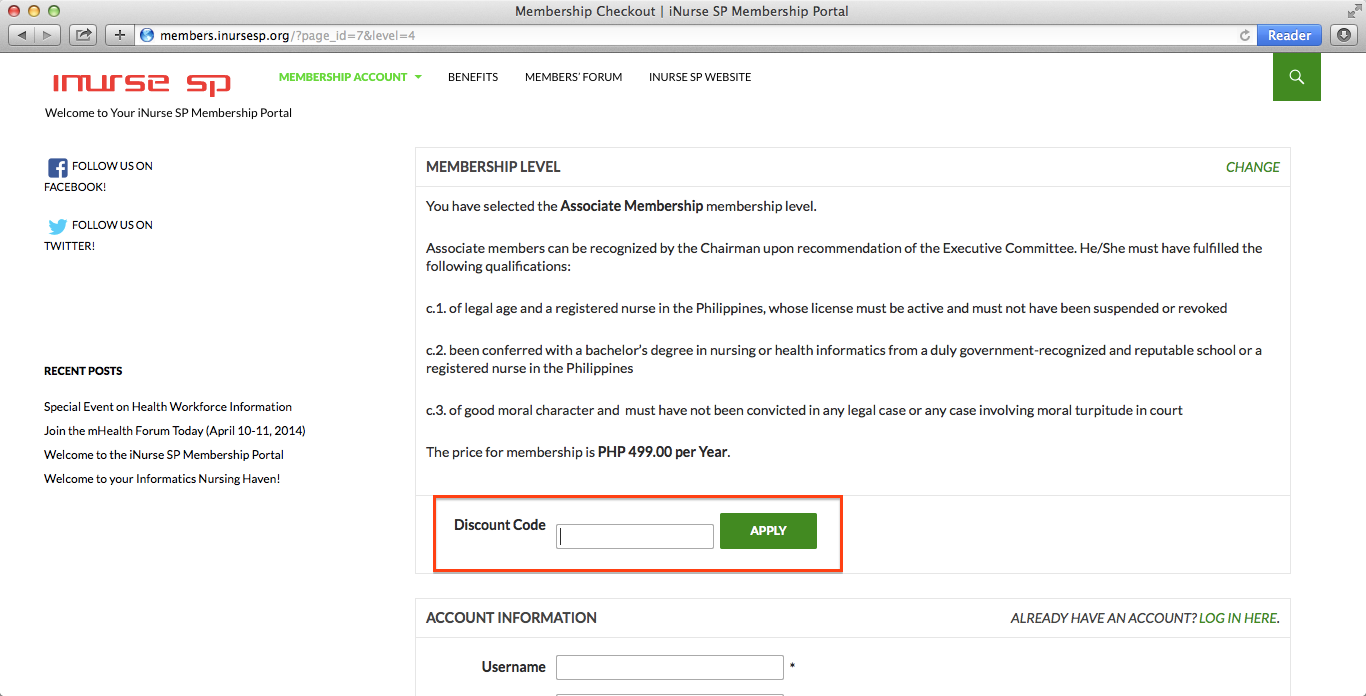 Membership Checkout | iNurse SP Membership Portal
members.inursesp.org/?page_id=7&level=4
Reader
inurse sp
MEMBERSHIP ACCOUNT
BENEFITS
MEMBERS' FORUM
INURSE SP WEBSITE
Welcome to Your iNurse SP Membership Portal
FOLLOW US ON
FACEBOOK!
FOLLOW US ON
TWITTER!
RECENT POSTS
Special Event on Health Workforce Information
Join the mHealth Forum Today (April 10-11, 2014)
Welcome to the iNurse SP Membership Portal
Welcome to your Informatics Nursing Haven!
MEMBERSHIP LEVEL
CHANGE
You have selected the Associate Membership membership level.
Associate members can be recognized by the Chairman upon recommendation of the Executive Committee. He/She must have fulfilled the
following qualifications:
c.1. of legal age and a registered nurse in the Philippines, whose license must be active and must not have been suspended or revoked
c.2. been conferred with a bachelor's degree in nursing or health informatics from a duly government-recognized and reputable school or a
registered nurse in the Philippines
c.3. of good moral character and must have not been convicted in any legal case or any case involving moral turpitude in court
The price for membership is PHP 499.00 per Year.
Discount Code
APPLY
ACCOUNT INFORMATION
ALREADY HAVE AN ACCOUNT? LOG IN HERE.
Username *